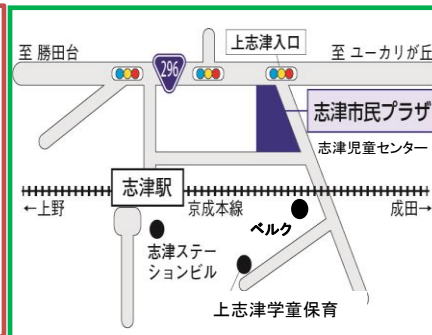 上志津入口
至 勝田台
至 ユーカリが丘
296
志津市民プラザ
志津児童センター
志津駅
←上野
京成本線
成田→
ベルク
志津ステー
ションビル
上志津学童保育